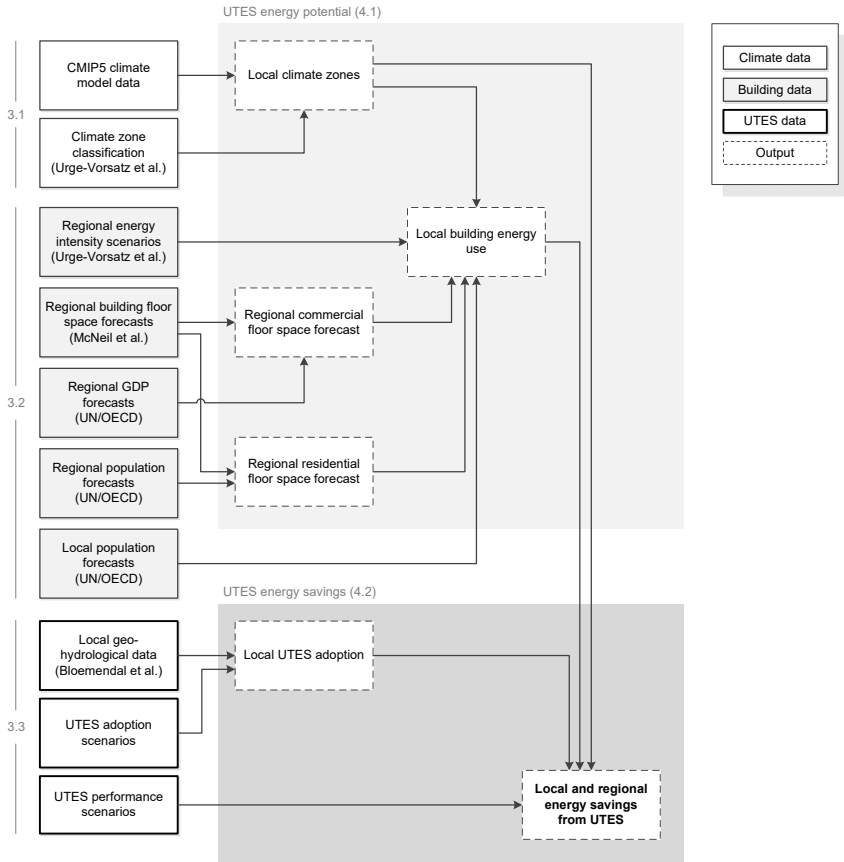 UTES energy potential (4.1)
CMIP5 climate
model data
Local climate zones
Climate data
Building data
UTES data
Output
3.1
Climate zone
classification
(Urge-Vorsatz et al.)
Regional energy
intensity scenarios
(Urge-Vorsatz et al.)
Local building energy
use
Regional building floor
space forecasts
(McNeil et al.)
Regional commercial
floor space forecast
3.2
Regional GDP
forecasts
(UN/OECD)
Regional population
forecasts
(UN/OECD)
Regional residential
floor space forecast
Local population
forecasts
(UN/OECD)
UTES energy savings (4.2)
Local geo-
hydrological data
(Bloemendal et al.)
Local UTES adoption
3.3
UTES adoption
scenarios
UTES performance
scenarios
Local and regional
energy savings
from UTES